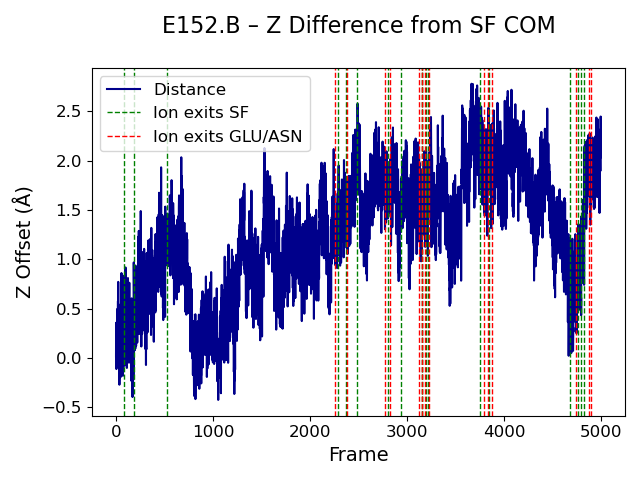 E152.B – Z Difference from SF COM
Distance
Ion exits SF
Ion exits GLU/ASN
Z Offset (Å)
2.5
2.0
1.5
1.0
0.5
0.0
−0.5
0
1000
2000
3000
4000
5000
Frame